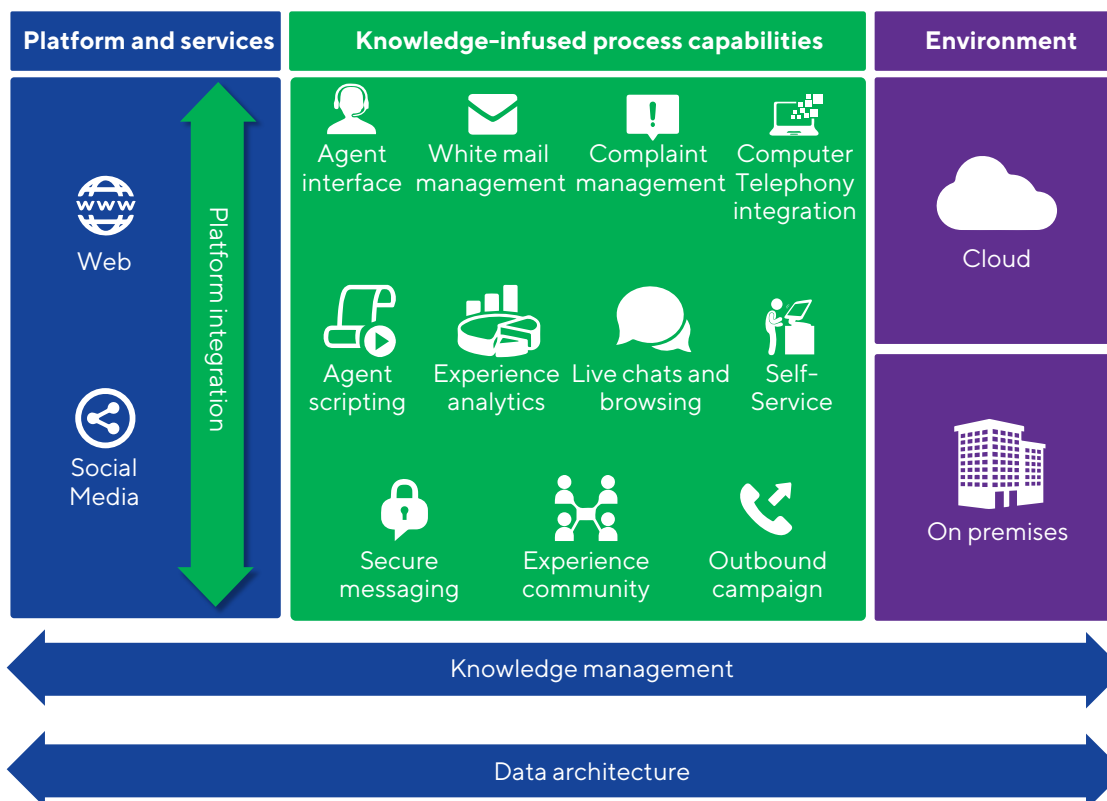 Platform and services
Knowledge-infused process capabilities
Environment
www
Web
Social
Media
Platform integration
Agent
interface
White mail
management
Complaint
management
Computer
Telephony
integration
Agent
scripting
Experience
analytics
Live chats and
browsing
Self-
Service
Secure
messaging
Experience
community
Outbound
campaign
Cloud
On premises
Knowledge management
Data architecture